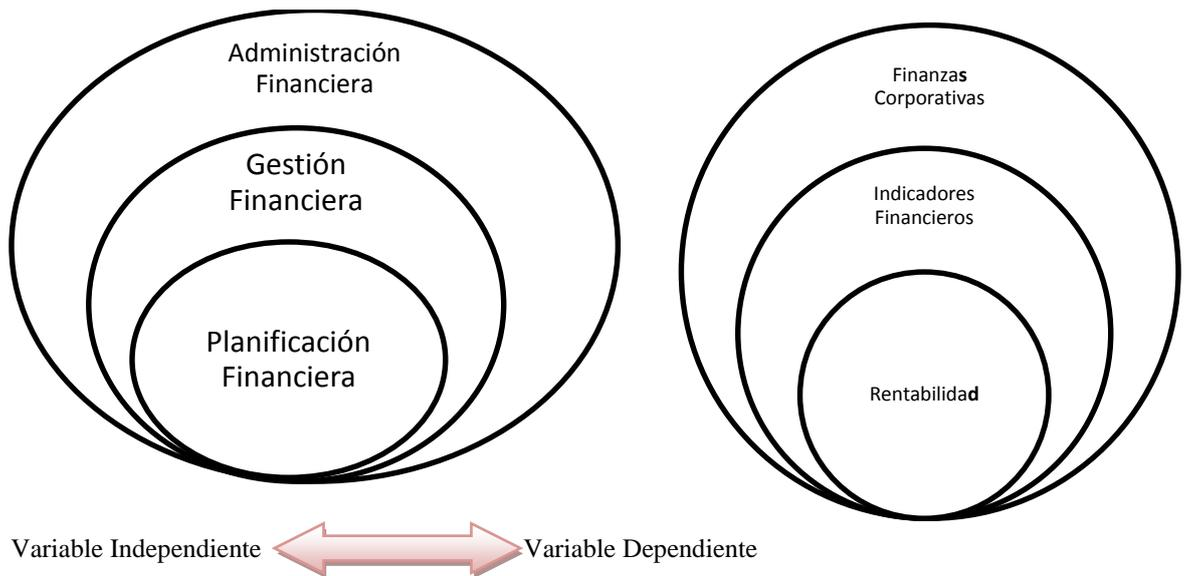 Administración
Financiera
Gestión
Financiera
Planificación
Financiera
Finanzas
Corporativas
Indicadores
Financieros
Rentabilidad
Variable Independiente
Variable Dependiente